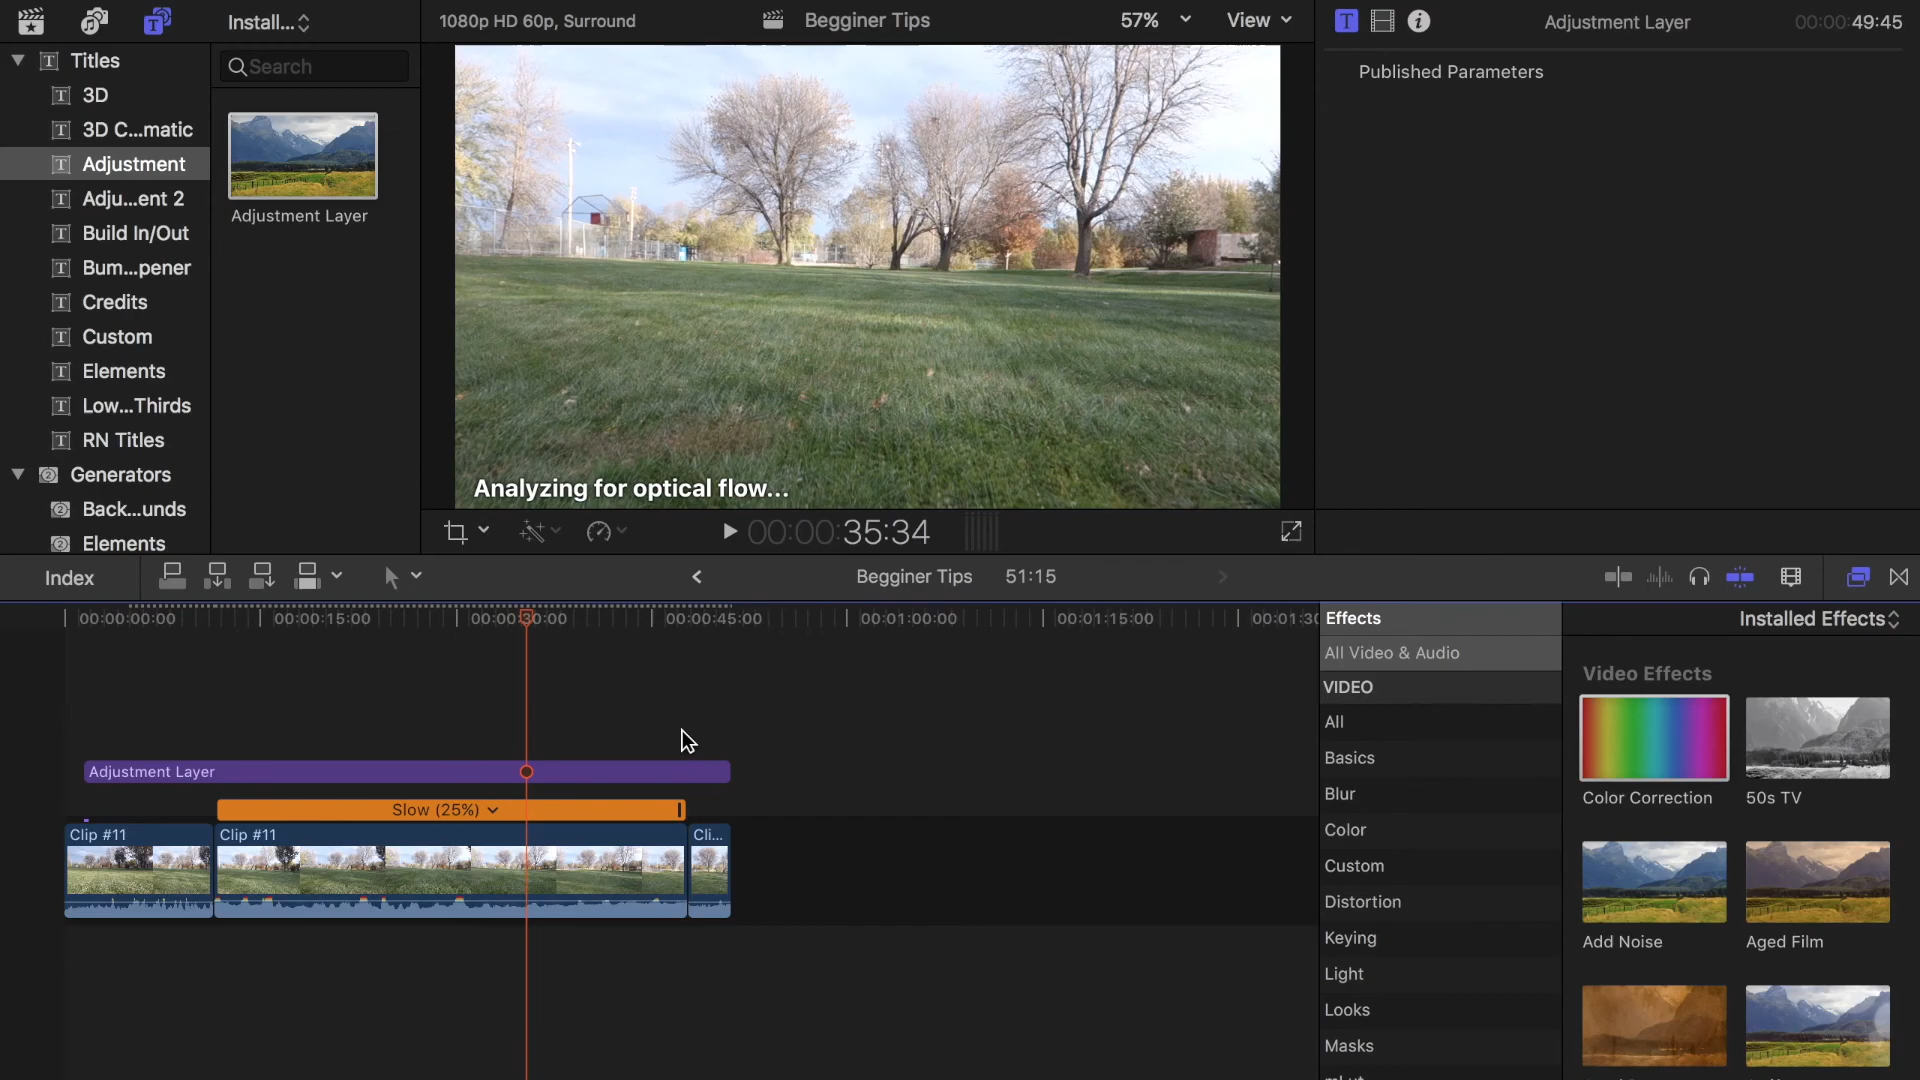 Install...
1080p HD 60p, Surround
Begginer Tips
57%
View
Adjustment Layer
00:00:49:45
Titles
Search
Published Parameters
3D
3D C...matic
Adjustment
Adju...ent 2
Adjustment Layer
Build In/Out
Bum...pener
Credits
Custom
Elements
Low...Thirds
RN Titles
Generators
Back...unds
Elements
Analyzing for optical flow...
00:00:00:35:34
Index
Begginer Tips
51:15
00:00:00:00
00:00:15:00
00:00:30:00
00:00:45:00
00:01:00:00
00:01:15:00
00:01:30
Effects
Installed Effects
All Video & Audio
VIDEO
Video Effects
All
Basics
Blur
Color
Custom
Distortion
Keying
Light
Looks
Masks
Color Correction
50s TV
Add Noise
Aged Film
Adjustment Layer
Slow (25%)
Clip #11
Clip #11
Cli...